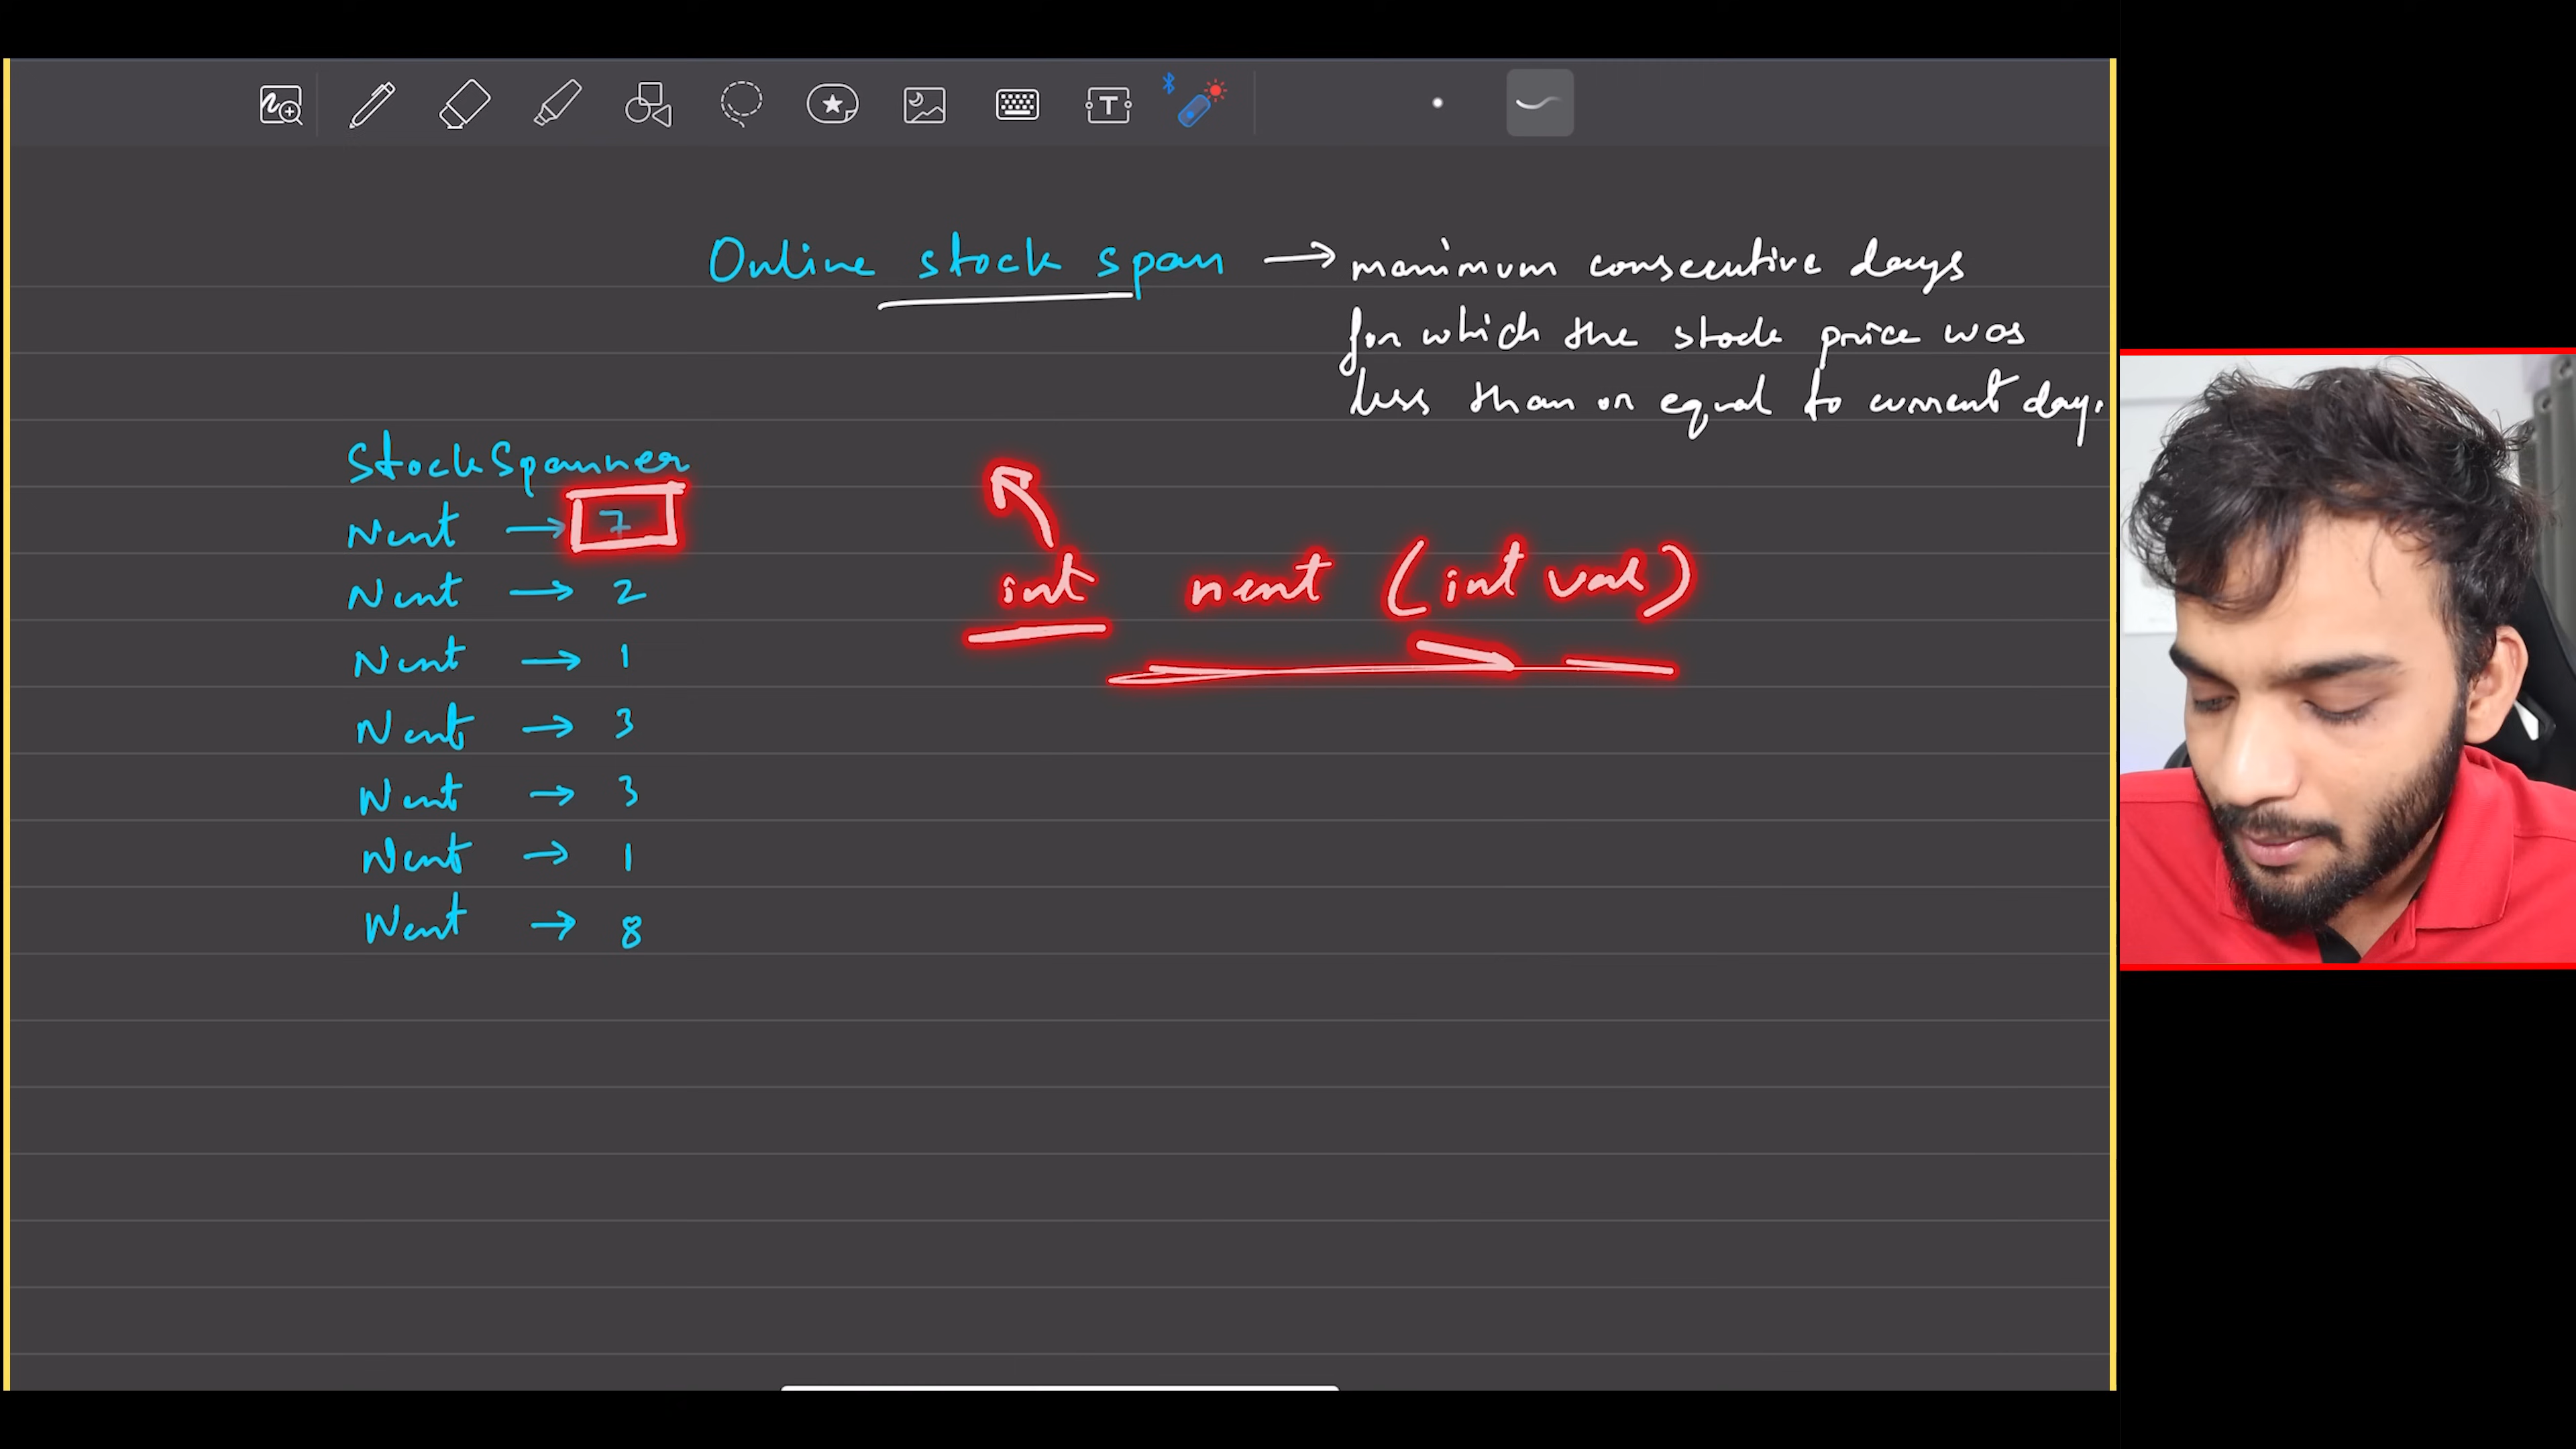 Online stock span → maximum consecutive days
for which the stock price was
less than or equal to current day.
StockSpanner
Next → 7
Next → 2
Next → 1
Next → 3
Next → 3
Next → 1
Next → 8
int next (int val)
T